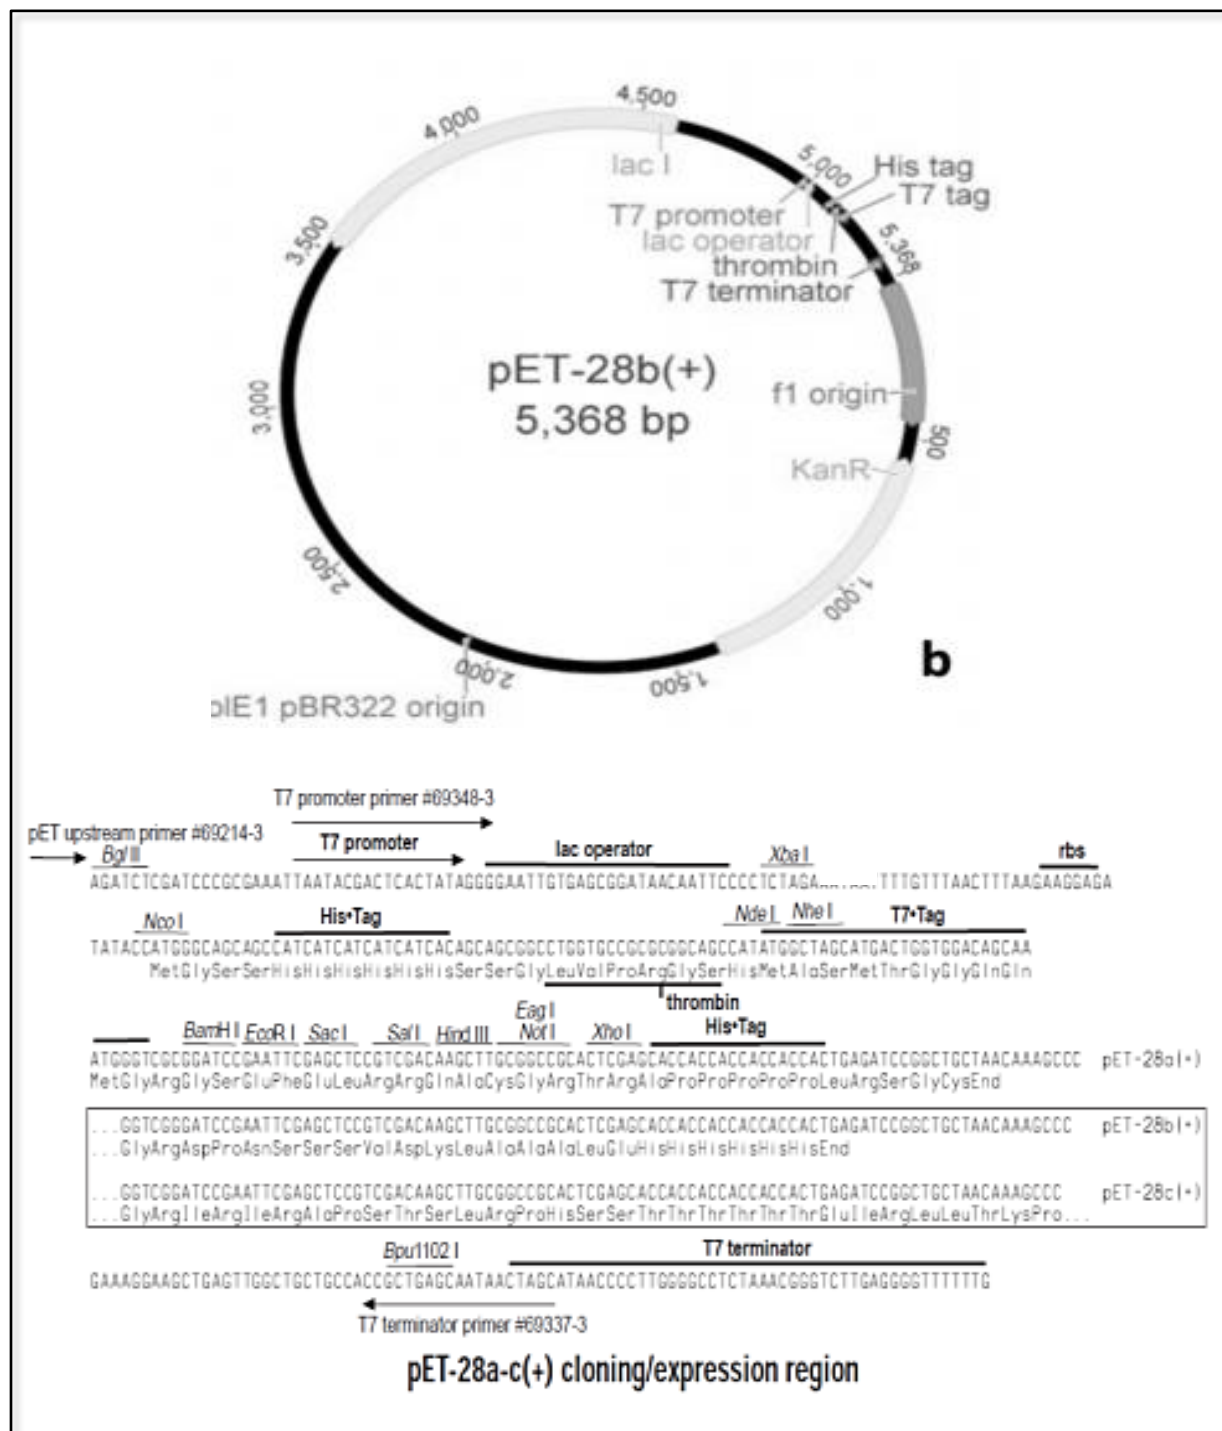 4,500
4,000
lac I
5,000
His tag
T7 tag
T7 promoter
lac operator
3,500
5,368
thrombin
T7 terminator
pET-28b(+)
5,368 bp
3,000
f1 origin
500
KanR
2,500
1,000
b
2,000
1,500
olE1 pBR322 origin
T7 promoter primer #69348-3
pET upstream primer #69214-3
Bgl II
T7 promoter
lac operator
Xba I
rbs
AGATCTCGATCCCGCGAAATTAATACGACTCACTATAGGGGAATTGTGAGCGGATAACAATTCCCCTCTAGA TTTTGTTTAACTTTAAGAAGGAGA
Nco I
His•Tag
Nde I
Nhe I
T7•Tag
TATACCATGGGCAGCAGCCATCATCATCATCATCACAGCAGCGGCCTGGTGCCGCGCGGCAGCCATATGGCTAGCATGACTGGTGGACAGCAA
MetGlySerSerHisHisHisHisHisHisSerSerGlyLeuValProArgGlySerHisMetAlaSerMetThrGlyGlyGlnGln
thrombin
BamH I
EcoR I
Sac I
Sal I
Hind III
Eag I
Not I
Xho I
His•Tag
ATGGGTCGCGGATCCGAATTCGAGCTCCGTCGACAAGCTTGCGGCCGCACTCGAGCACCACCACCACCACCACTGAGATCCGGCTGCTAACAAAGCCC pET-28a(+)
MetGlyArgGlySerGluPheGluLeuArgArgGlnAlaCysGlyArgThrArgAlaProProProProProLeuArgSerGlyCysEnd
...GGTCGGGATCCGAATTCGAGCTCCGTCGACAAGCTTGCGGCCGCACTCGAGCACCACCACCACCACCACTGAGATCCGGCTGCTAACAAAGCCC pET-28b(+)
...GlyArgAspProAsnSerSerSerValAspLysLeuAlaAlaAlaLeuGluHisHisHisHisHisHisEnd
...GGTCGGATCCGAATTCGAGCTCCGTCGACAAGCTTGCGGCCGCACTCGAGCACCACCACCACCACCACTGAGATCCGGCTGCTAACAAAGCCC pET-28c(+)
...GlyArgIleArgIleArgAlaProSerThrSerLeuArgProHisSerSerThrThrThrThrThrThrGluIleArgLeuLeuThrLysPro...
Bpu1102 I
T7 terminator
GAAAGGAAGCTGAGTTGGCTGCTGCCACCGCTGAGCAATAACTAGCATAACCCCTTGGGGCCTCTAAACGGGTCTTGAGGGGTTTTTTG
T7 terminator primer #69337-3
pET-28a-c(+) cloning/expression region